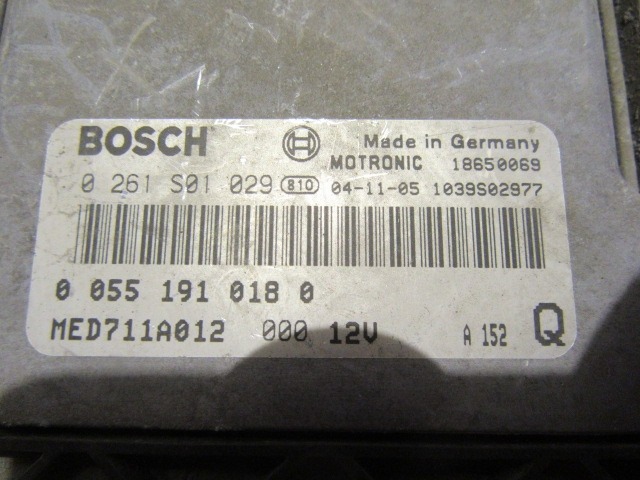 BOSCH Made in Germany
MOTRONIC 18650069
0 261 S01 029 810 04-11-05 1039S02977
0 055 191 018 0
MED711A012 000 12V A 152 Q